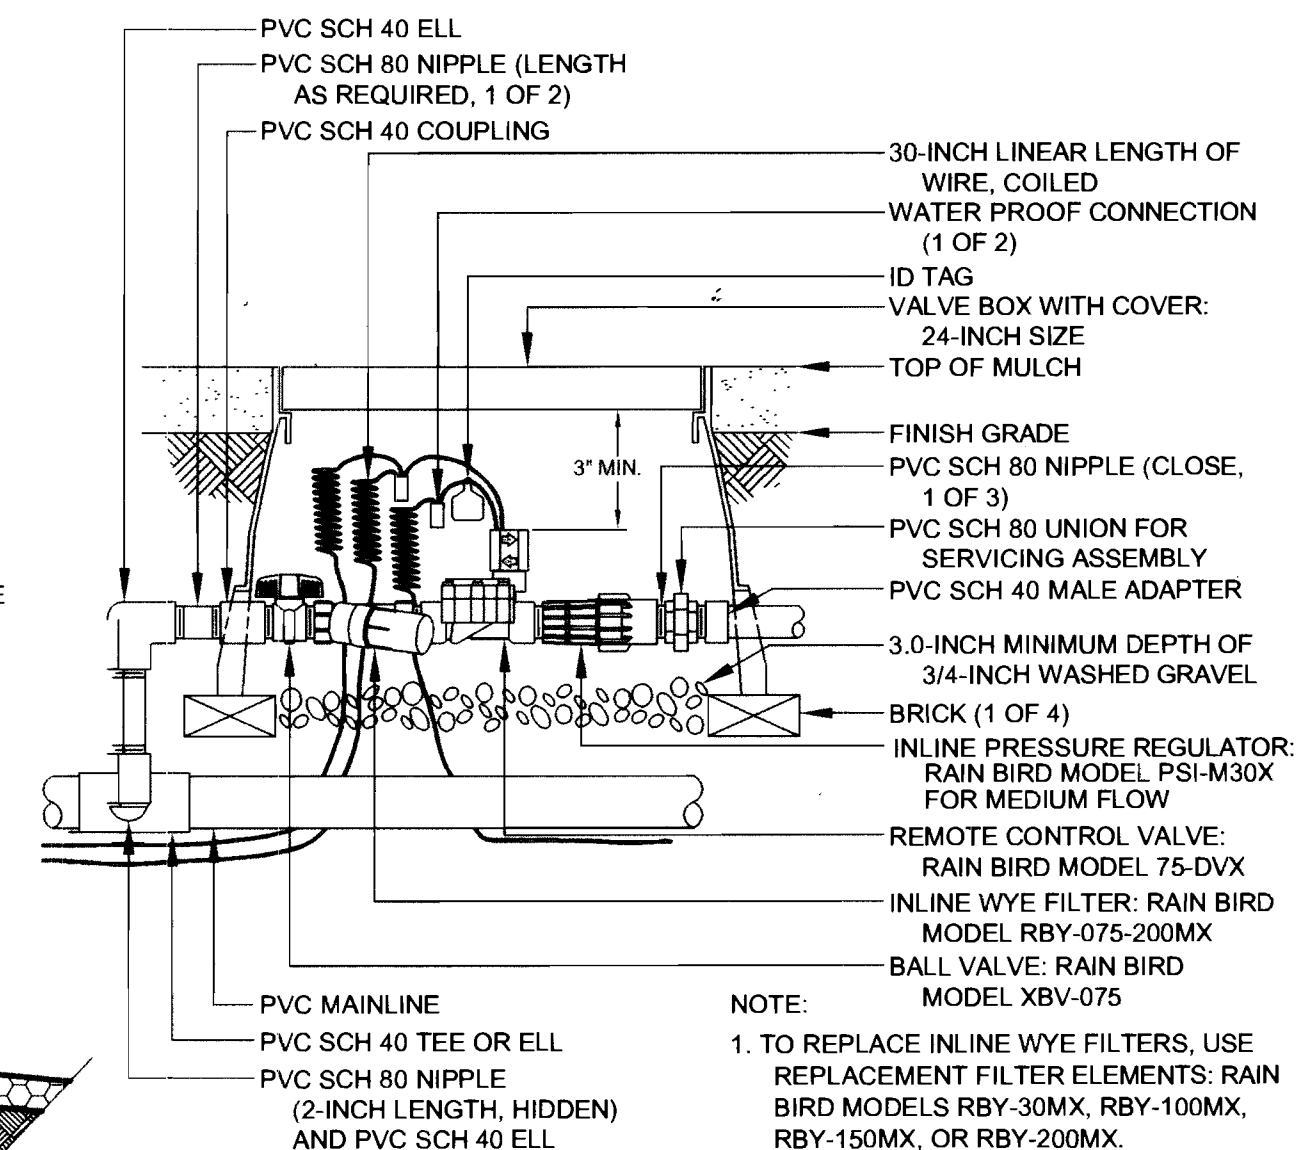 PVC SCH 40 ELL
PVC SCH 80 NIPPLE (LENGTH
AS REQUIRED, 1 OF 2)
PVC SCH 40 COUPLING
30-INCH LINEAR LENGTH OF
WIRE, COILED
WATER PROOF CONNECTION
(1 OF 2)
ID TAG
VALVE BOX WITH COVER:
24-INCH SIZE
TOP OF MULCH
FINISH GRADE
3" MIN.
PVC SCH 80 NIPPLE (CLOSE,
1 OF 3)
PVC SCH 80 UNION FOR
SERVICING ASSEMBLY
PVC SCH 40 MALE ADAPTER
3.0-INCH MINIMUM DEPTH OF
3/4-INCH WASHED GRAVEL
BRICK (1 OF 4)
INLINE PRESSURE REGULATOR:
RAIN BIRD MODEL PSI-M30X
FOR MEDIUM FLOW
REMOTE CONTROL VALVE:
RAIN BIRD MODEL 75-DVX
INLINE WYE FILTER: RAIN BIRD
MODEL RBY-075-200MX
BALL VALVE: RAIN BIRD
MODEL XBV-075
PVC MAINLINE
PVC SCH 40 TEE OR ELL
PVC SCH 80 NIPPLE
(2-INCH LENGTH, HIDDEN)
AND PVC SCH 40 ELL
NOTE:
1. TO REPLACE INLINE WYE FILTERS, USE
REPLACEMENT FILTER ELEMENTS: RAIN
BIRD MODELS RBY-30MX, RBY-100MX,
RBY-150MX, OR RBY-200MX.